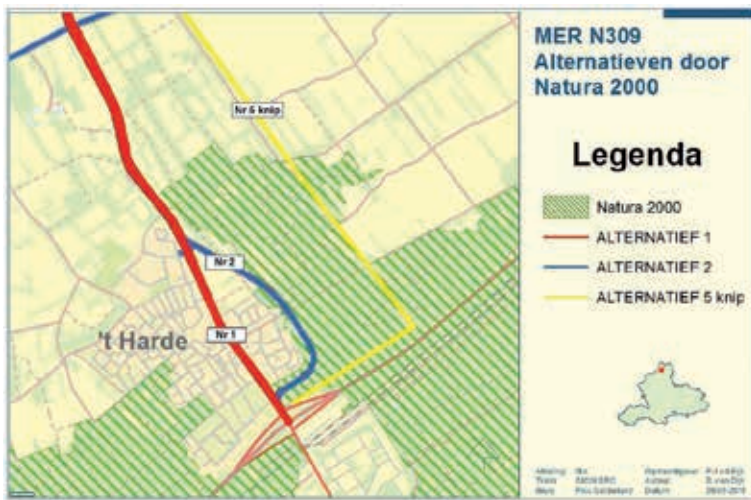 MER N309
Alternatieven door
Natura 2000
Legenda
Natura 2000
ALTERNATIEF 1
ALTERNATIEF 2
ALTERNATIEF 5 knip
Nr 5 knip
Nr 2
Nr 1
't Harde